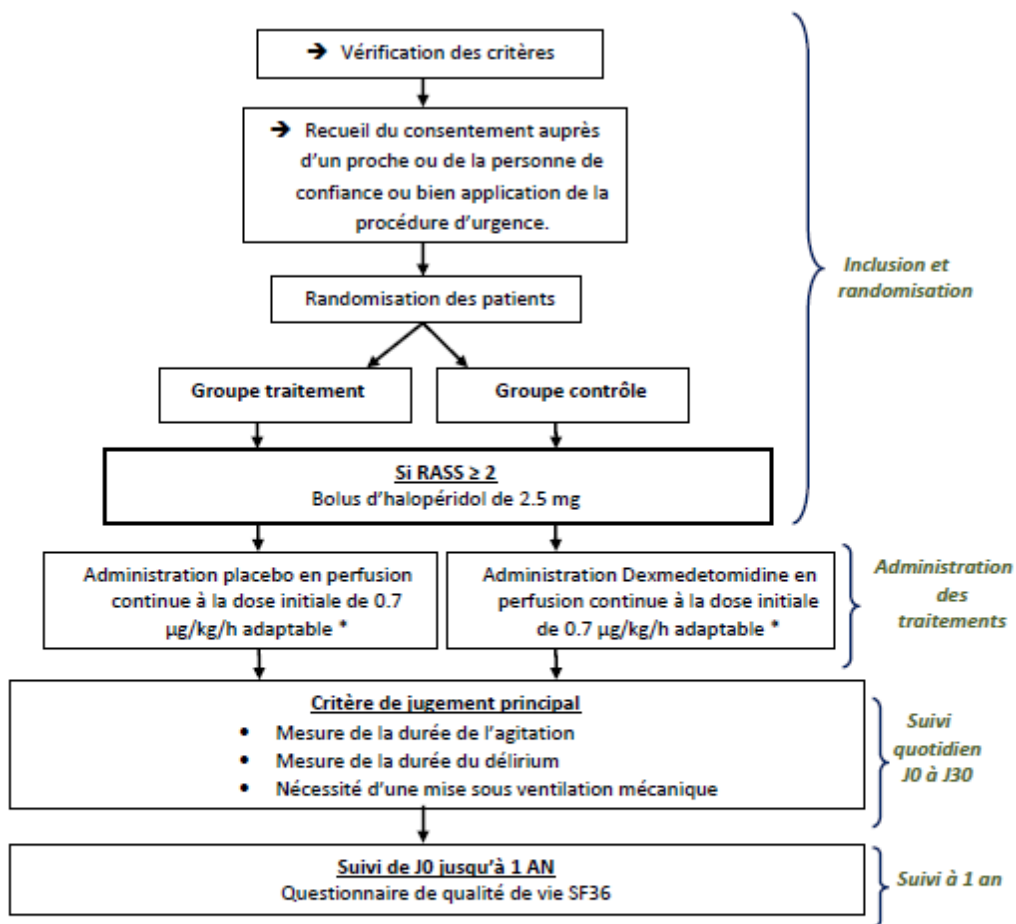 ➔ Vérification des critères
➔ Recueil du consentement auprès
d'un proche ou de la personne de
confiance ou bien application de la
procédure d'urgence.
Inclusion et
randomisation
Randomisation des patients
Groupe traitement
Groupe contrôle
Si RASS ≥ 2
Bolus d'halopéridol de 2.5 mg
Administration placebo en perfusion
continue à la dose initiale de 0.7
µg/kg/h adaptable *
Administration Dexmedetomidine en
perfusion continue à la dose initiale
de 0.7 µg/kg/h adaptable *
Administration
des
traitements
Critère de jugement principal
• Mesure de la durée de l'agitation
• Mesure de la durée du délirium
• Nécessité d'une mise sous ventilation mécanique
Suivi
quotidien
J0 à J30
Suivi de J0 jusqu'à 1 AN
Questionnaire de qualité de vie SF36
Suivi à 1 an